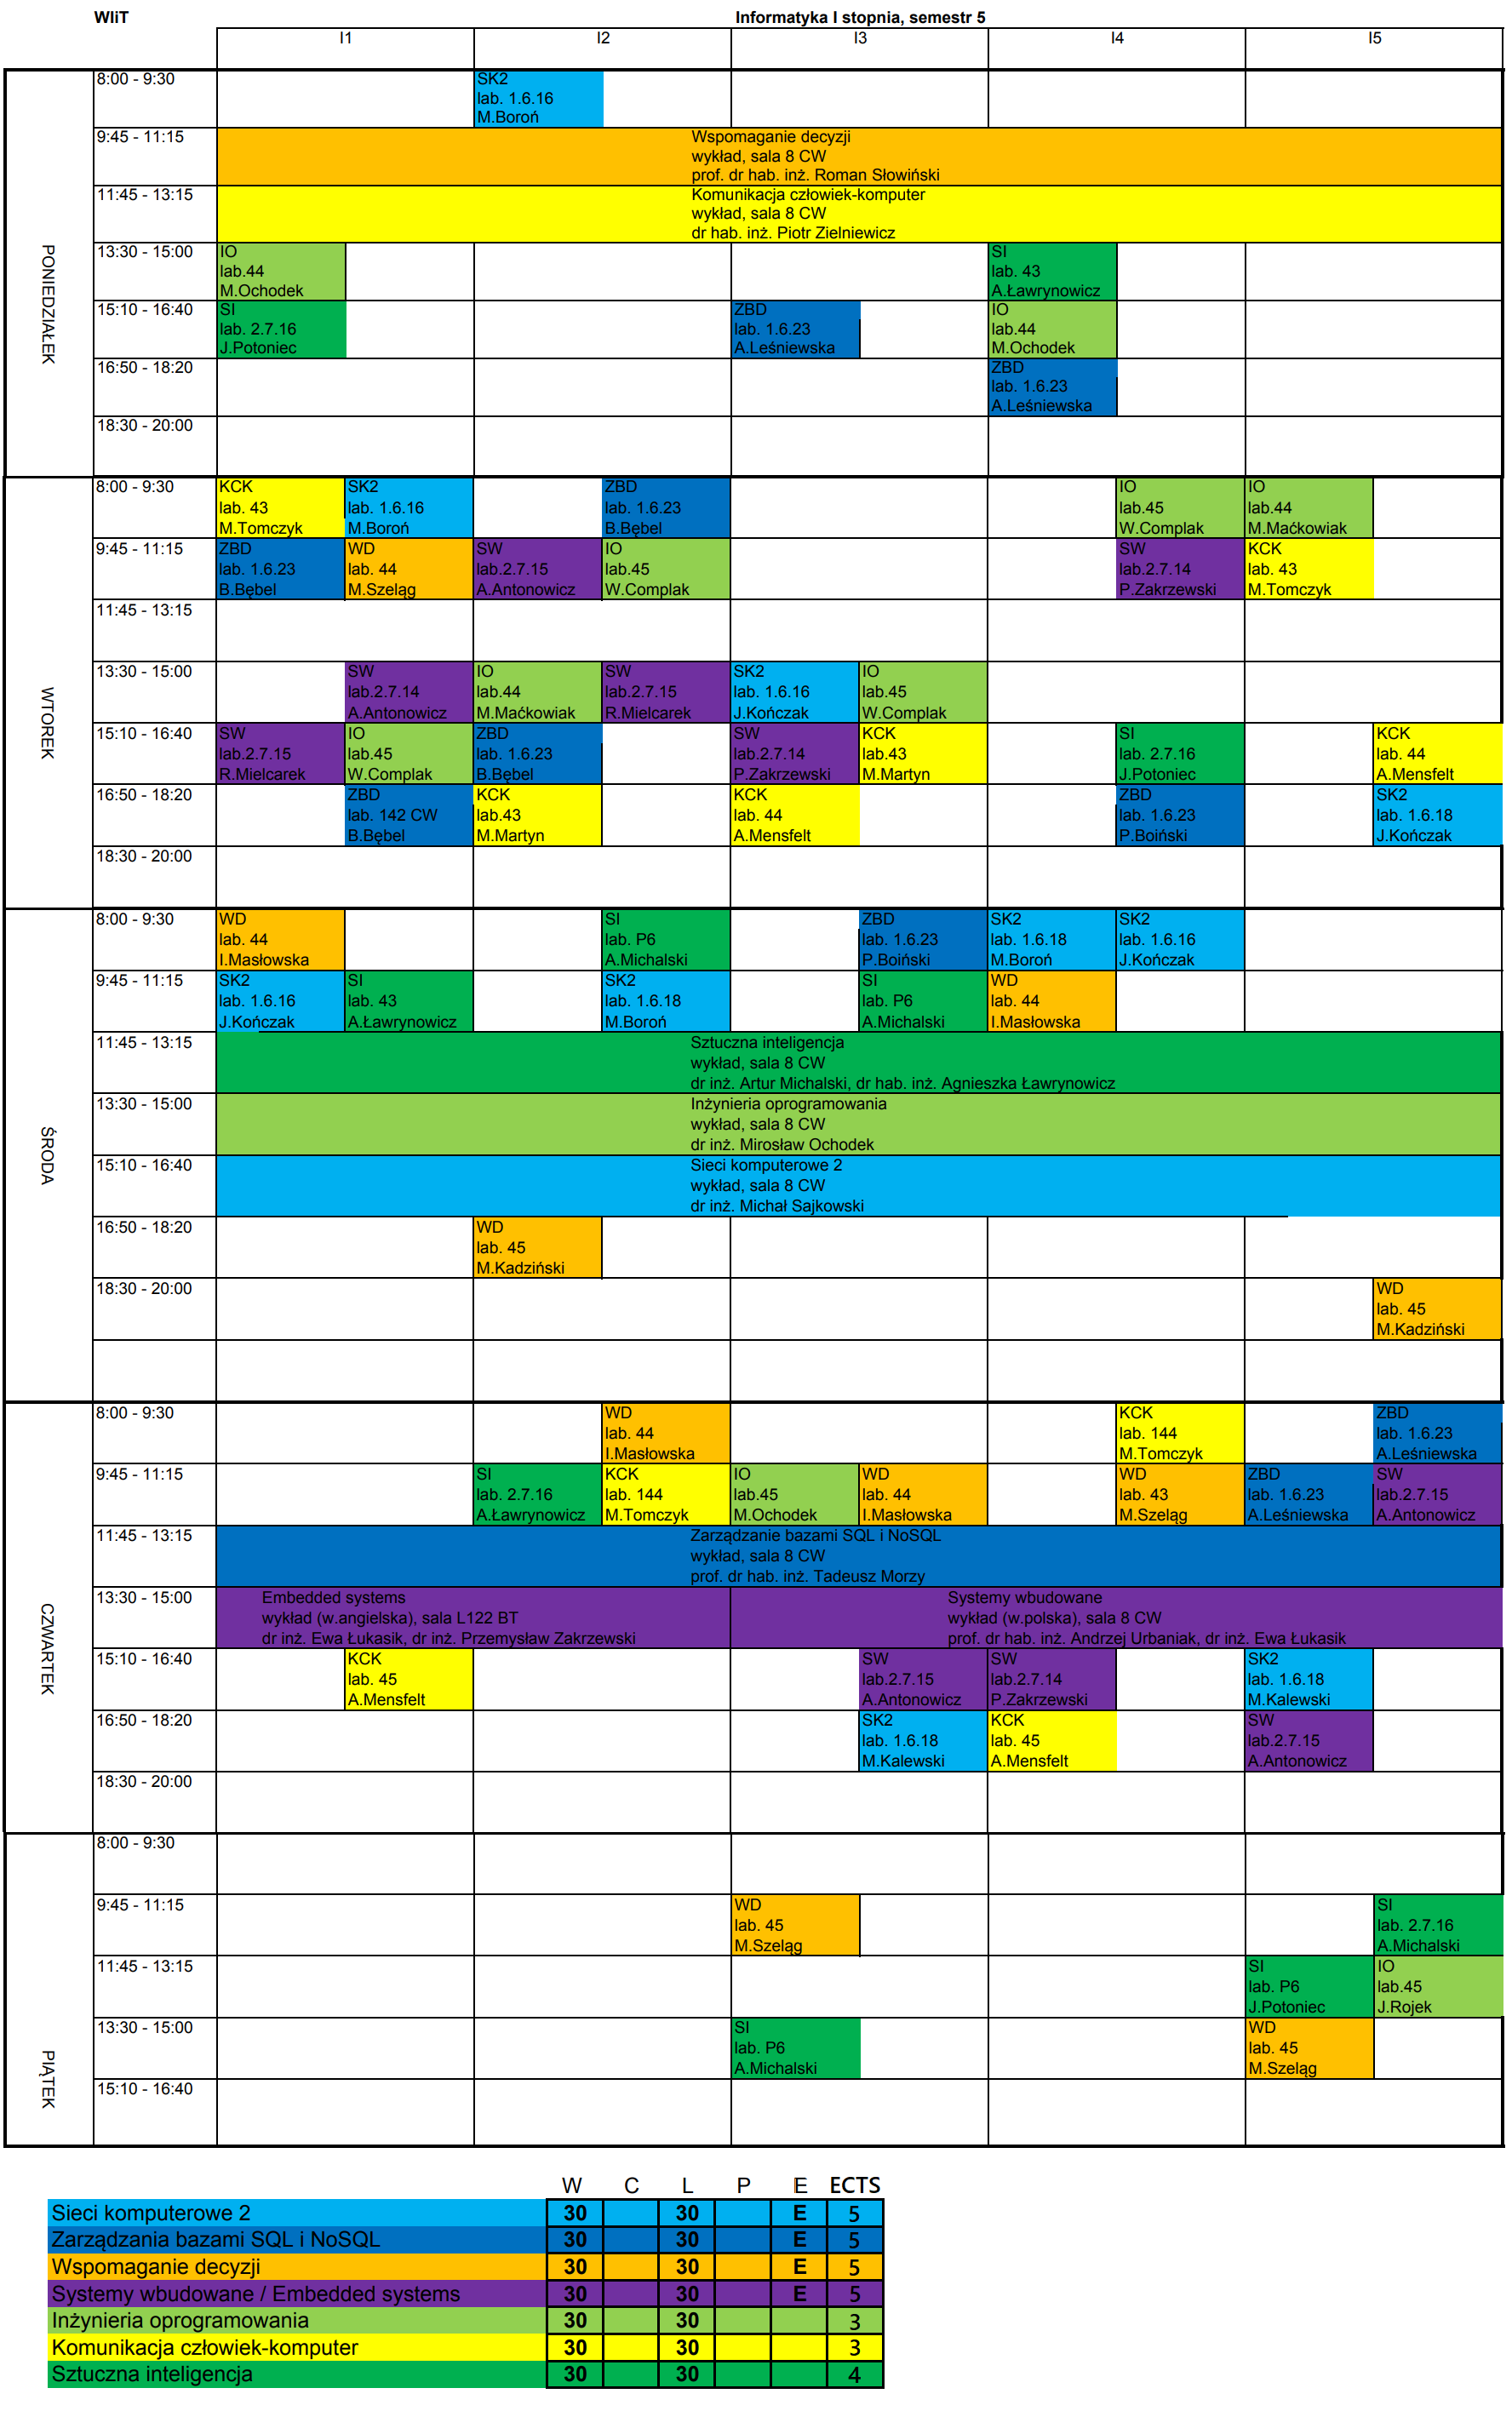 WIiT
Informatyka I stopnia, semestr 5
I1 I2 I3 I4 I5
PONIEDZIAŁEK
8:00 - 9:30
SK2
lab. 1.6.16
M.Boroń
9:45 - 11:15
Wspomaganie decyzji
wykład, sala 8 CW
prof. dr hab. inż. Roman Słowiński
11:45 - 13:15
Komunikacja człowiek-komputer
wykład, sala 8 CW
dr hab. inż. Piotr Zielniewicz
13:30 - 15:00
IO
lab.44
M.Ochodek
SI
lab. 43
A.Ławrynowicz
15:10 - 16:40
SI
lab. 2.7.16
J.Potoniec
ZBD
lab. 1.6.23
A.Leśniewska
IO
lab.44
M.Ochodek
16:50 - 18:20
ZBD
lab. 1.6.23
A.Leśniewska
18:30 - 20:00
WTOREK
8:00 - 9:30
KCK
lab. 43
M.Tomczyk
SK2
lab. 1.6.16
M.Boroń
ZBD
lab. 1.6.23
B.Bębel
IO
lab.45
W.Complak
IO
lab.44
M.Maćkowiak
9:45 - 11:15
ZBD
lab. 1.6.23
B.Bębel
WD
lab. 44
M.Szeląg
SW
lab.2.7.15
A.Antonowicz
IO
lab.45
W.Complak
SW
lab.2.7.14
P.Zakrzewski
KCK
lab. 43
M.Tomczyk
11:45 - 13:15
13:30 - 15:00
SW
lab.2.7.14
A.Antonowicz
IO
lab.44
M.Maćkowiak
SW
lab.2.7.15
R.Mielcarek
SK2
lab. 1.6.16
J.Kończak
IO
lab.45
W.Complak
15:10 - 16:40
SW
lab.2.7.15
R.Mielcarek
IO
lab.45
W.Complak
ZBD
lab. 1.6.23
B.Bębel
SW
lab.2.7.14
P.Zakrzewski
KCK
lab.43
M.Martyn
SI
lab. 2.7.16
J.Potoniec
KCK
lab. 44
A.Mensfelt
16:50 - 18:20
ZBD
lab. 142 CW
B.Bębel
KCK
lab.43
M.Martyn
KCK
lab. 44
A.Mensfelt
ZBD
lab. 1.6.23
P.Boiński
SK2
lab. 1.6.18
J.Kończak
18:30 - 20:00
ŚRODA
8:00 - 9:30
WD
lab. 44
I.Masłowska
SI
lab. P6
A.Michalski
ZBD
lab. 1.6.23
P.Boiński
SK2
lab. 1.6.18
M.Boroń
SK2
lab. 1.6.16
J.Kończak
9:45 - 11:15
SK2
lab. 1.6.16
J.Kończak
SI
lab. 43
A.Ławrynowicz
SK2
lab. 1.6.18
M.Boroń
SI
lab. P6
A.Michalski
WD
lab. 44
I.Masłowska
11:45 - 13:15
Sztuczna inteligencja
wykład, sala 8 CW
dr inż. Artur Michalski, dr hab. inż. Agnieszka Ławrynowicz
13:30 - 15:00
Inżynieria oprogramowania
wykład, sala 8 CW
dr inż. Mirosław Ochodek
15:10 - 16:40
Sieci komputerowe 2
wykład, sala 8 CW
dr inż. Michał Sajkowski
16:50 - 18:20
WD
lab. 45
M.Kadziński
18:30 - 20:00
WD
lab. 45
M.Kadziński
CZWARTEK
8:00 - 9:30
WD
lab. 44
I.Masłowska
KCK
lab. 144
M.Tomczyk
ZBD
lab. 1.6.23
A.Leśniewska
9:45 - 11:15
SI
lab. 2.7.16
A.Ławrynowicz
KCK
lab. 144
M.Tomczyk
IO
lab.45
M.Ochodek
WD
lab. 44
I.Masłowska
WD
lab. 43
M.Szeląg
ZBD
lab. 1.6.23
A.Leśniewska
SW
lab.2.7.15
A.Antonowicz
11:45 - 13:15
Zarządzanie bazami SQL i NoSQL
wykład, sala 8 CW
prof. dr hab. inż. Tadeusz Morzy
13:30 - 15:00
Embedded systems
wykład (w.angielska), sala L122 BT
dr inż. Ewa Łukasik, dr inż. Przemysław Zakrzewski
Systemy wbudowane
wykład (w.polska), sala 8 CW
prof. dr hab. inż. Andrzej Urbaniak, dr inż. Ewa Łukasik
15:10 - 16:40
KCK
lab. 45
A.Mensfelt
SW
lab.2.7.15
A.Antonowicz
SW
lab.2.7.14
P.Zakrzewski
SK2
lab. 1.6.18
M.Kalewski
16:50 - 18:20
SK2
lab. 1.6.18
M.Kalewski
KCK
lab. 45
A.Mensfelt
SW
lab.2.7.15
A.Antonowicz
18:30 - 20:00
PIĄTEK
8:00 - 9:30
9:45 - 11:15
WD
lab. 45
M.Szeląg
SI
lab. 2.7.16
A.Michalski
11:45 - 13:15
SI
lab. P6
J.Potoniec
IO
lab.45
J.Rojek
13:30 - 15:00
SI
lab. P6
A.Michalski
WD
lab. 45
M.Szeląg
15:10 - 16:40
W C L P E ECTS
Sieci komputerowe 2 30 30 E 5
Zarządzania bazami SQL i NoSQL 30 30 E 5
Wspomaganie decyzji 30 30 E 5
Systemy wbudowane / Embedded systems 30 30 E 5
Inżynieria oprogramowania 30 30 3
Komunikacja człowiek-komputer 30 30 3
Sztuczna inteligencja 30 30 4